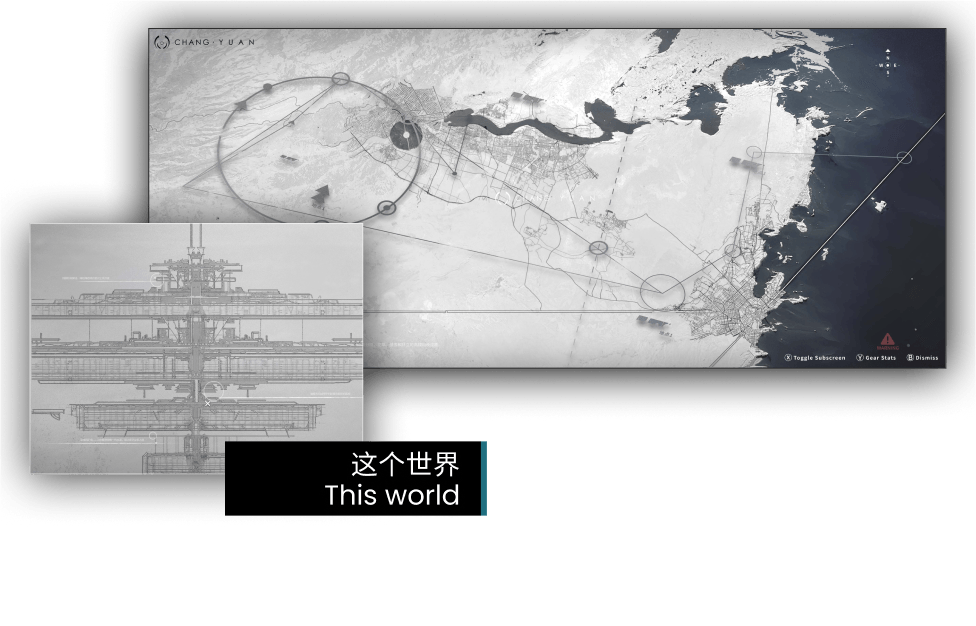 CHANG·YUAN
N
W E
S
Ⓧ Toggle Subscreen Ⓨ Gear Stats Ⓑ Dismiss
这个世界
This world